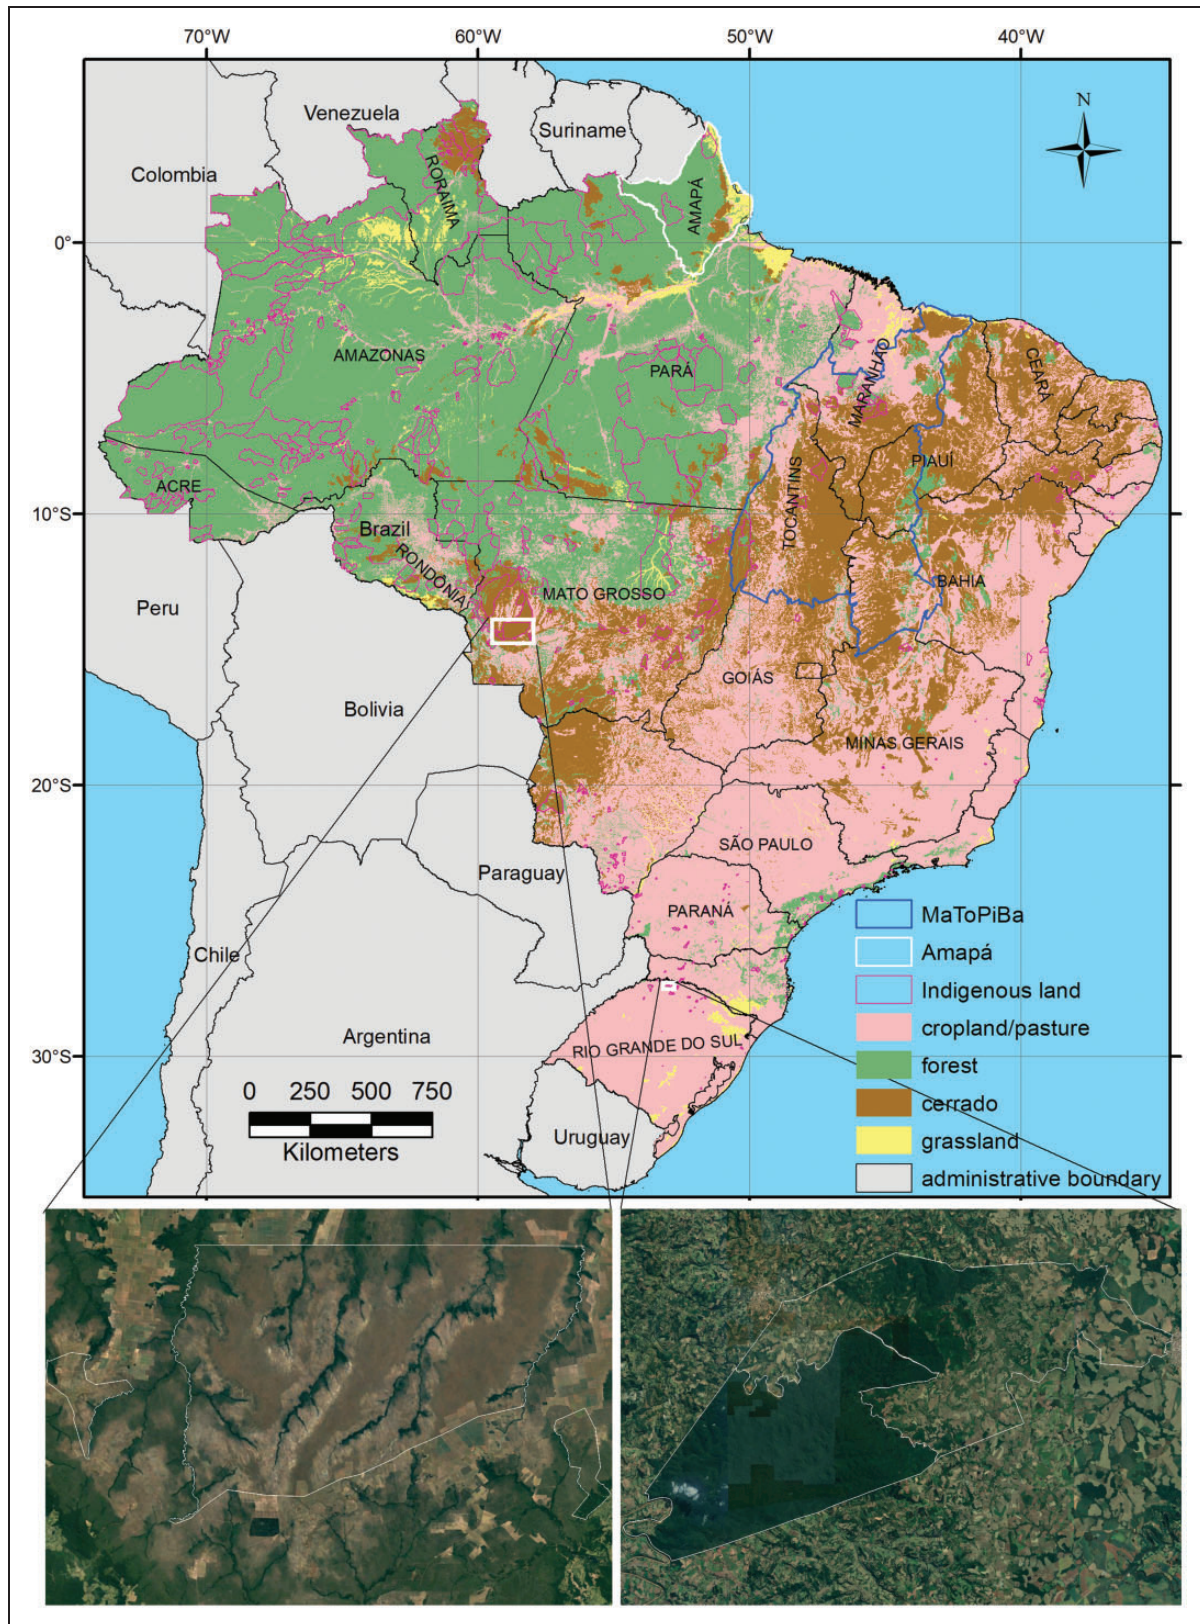 70°W 60°W 50°W 40°W
Venezuela
Suriname
N
Colombia
RORAIMA
AMAPÁ
0°
AMAZONAS
PARÁ
MARANHÃO
CEARÁ
PIAUÍ
ACRE
TOCANTINS
10°S
Brazil
RONDÔNIA
MATO GROSSO
BAHIA
Peru
GOIÁS
Bolivia
MINAS GERAIS
20°S
SÃO PAULO
Paraguay
PARANÁ
MaToPiBa
Chile
Amapá
Indigenous land
Argentina
cropland/pasture
RIO GRANDE DO SUL
30°S
forest
0 250 500 750
Kilometers
cerrado
Uruguay
grassland
administrative boundary